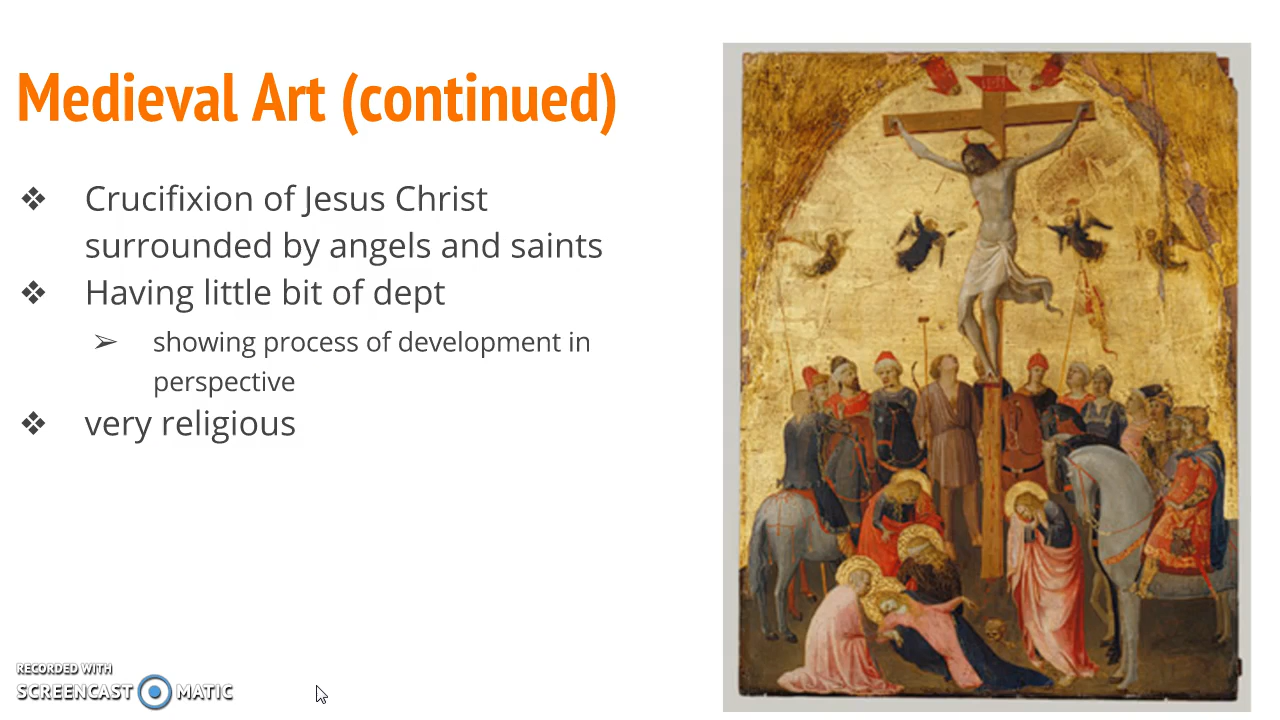 Medieval Art (continued)
❖ Crucifixion of Jesus Christ
surrounded by angels and saints
❖ Having little bit of dept
➢ showing process of development in
perspective
❖ very religious
RECORDED WITH
SCREENCAST MATIC